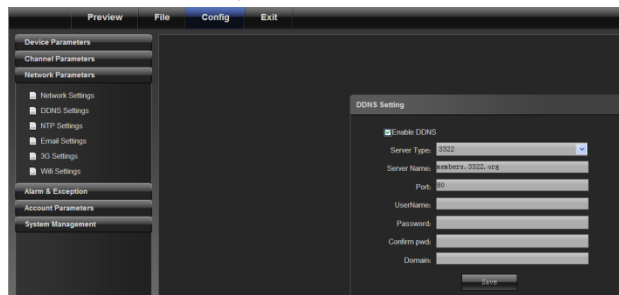 Preview File Config Exit
Device Parameters
Channel Parameters
Network Parameters
Network Settings
DDNS Settings
NTP Settings
Email Settings
3G Settings
Wifi Settings
Alarm & Exception
Account Parameters
System Management
DDNS Setting
Enable DDNS
Server Type: 3322
Server Name: members.3322.org
Port: 80
UserName:
Password:
Confirm pwd:
Domain:
Save